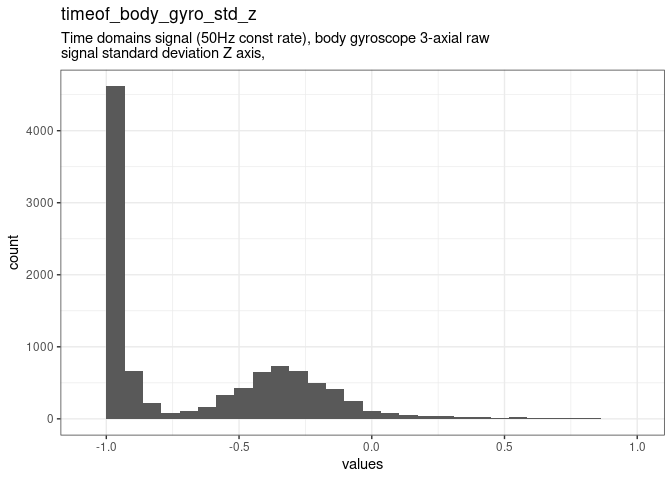 timeof_body_gyro_std_z
Time domains signal (50Hz const rate), body gyroscope 3-axial raw
signal standard deviation Z axis,
4000
3000
2000
1000
0
count
-1.0
-0.5
0.0
0.5
1.0
values